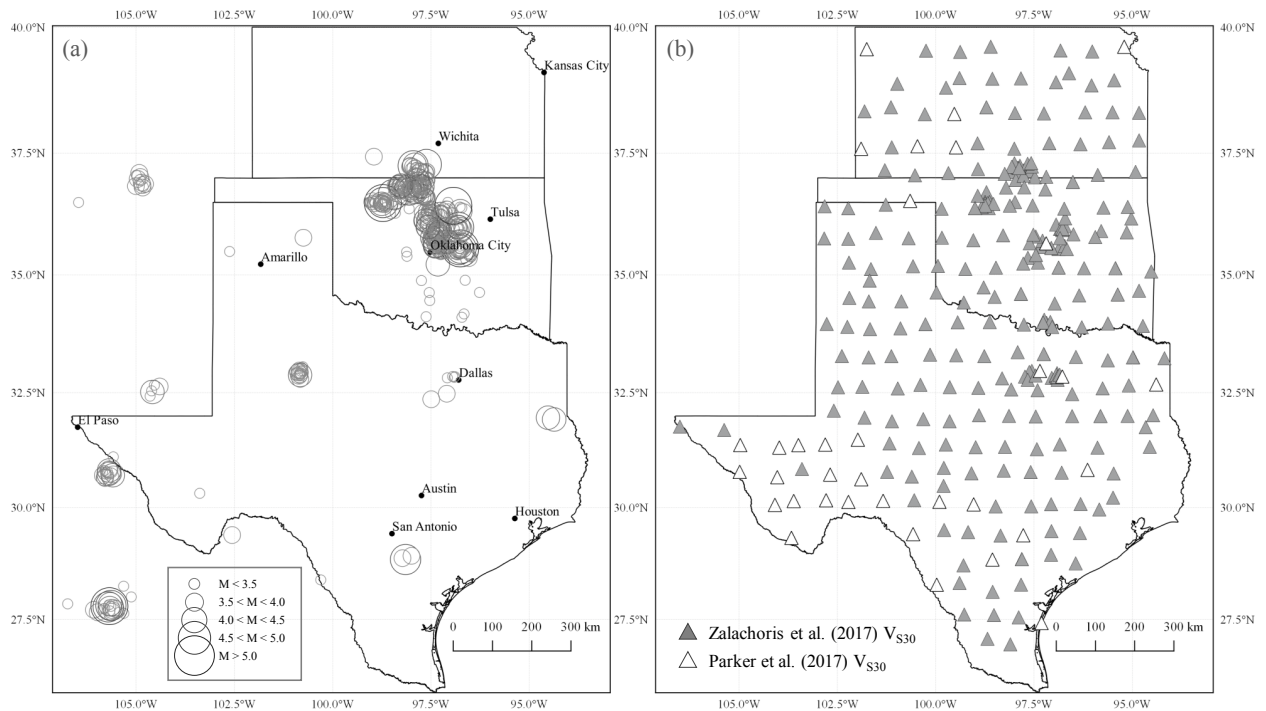 105.0°W 102.5°W 100.0°W 97.5°W 95.0°W
40.0°N
(a)
Kansas City
Wichita
37.5°N
Tulsa
Oklahoma City
Amarillo
35.0°N
Dallas
32.5°N
El Paso
Austin
Houston
30.0°N
San Antonio
M < 3.5
3.5 < M < 4.0
4.0 < M < 4.5
4.5 < M < 5.0
M > 5.0
27.5°N
0 100 200 300 km
105.0°W 102.5°W 100.0°W 97.5°W 95.0°W
105.0°W 102.5°W 100.0°W 97.5°W 95.0°W
40.0°N 40.0°N
(b)
37.5°N 37.5°N
35.0°N 35.0°N
32.5°N 32.5°N
30.0°N 30.0°N
27.5°N 27.5°N
Zalachoris et al. (2017) VS30
Parker et al. (2017) VS30
0 100 200 300 km
105.0°W 102.5°W 100.0°W 97.5°W 95.0°W